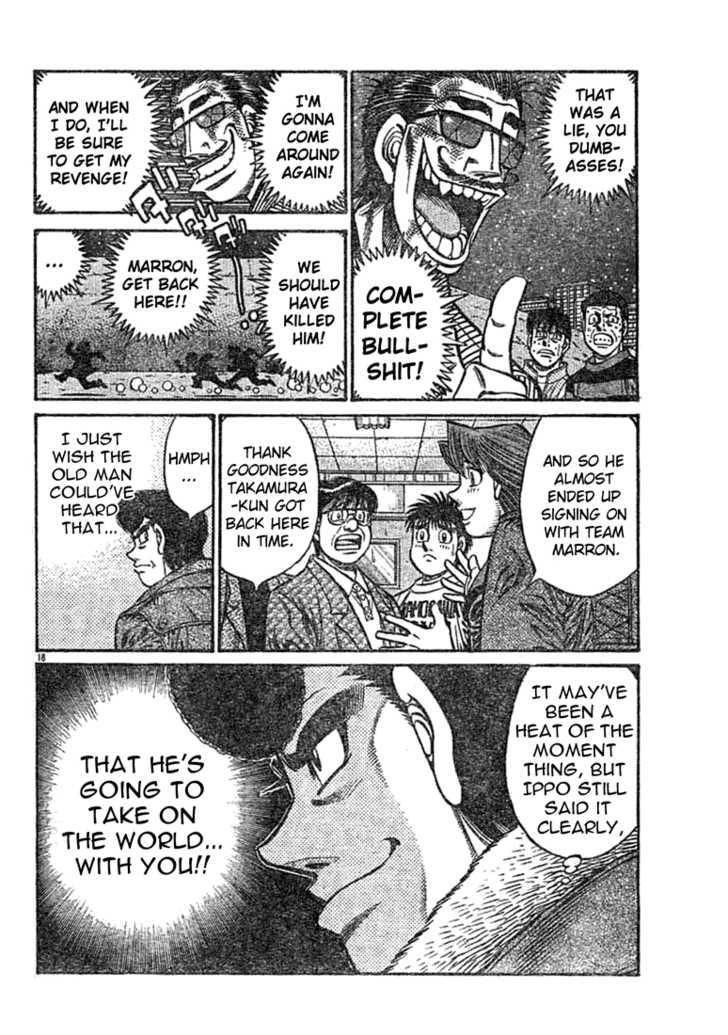 THAT
WAS A
LIE, YOU
DUMB-
ASSES!
COM-
PLETE
BULL-
SHIT!
I'M
GONNA
COME
AROUND
AGAIN!
AND WHEN
I DO, I'LL
BE SURE
TO GET MY
REVENGE!
WE
SHOULD
HAVE
KILLED
HIM!
MARRON,
GET BACK
HERE!!
...
AND SO HE
ALMOST
ENDED UP
SIGNING ON
WITH TEAM
MARRON.
THANK
GOODNESS
TAKAMURA
-KUN GOT
BACK HERE
IN TIME.
HMPH
...
I JUST
WISH THE
OLD MAN
COULD'VE
HEARD
THAT...
18
IT MAY'VE
BEEN A
HEAT OF THE
MOMENT
THING, BUT
IPPO STILL
SAID IT
CLEARLY,
THAT HE'S
GOING TO
TAKE ON
THE WORLD...
WITH YOU!!